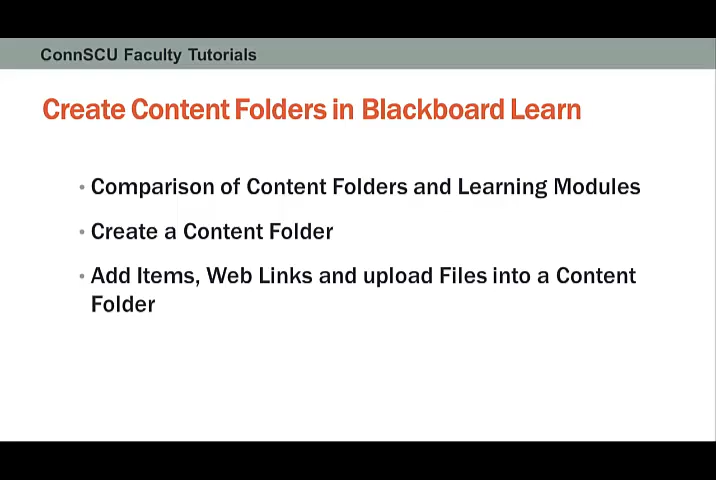 ConnSCU Faculty Tutorials
Create Content Folders in Blackboard Learn
• Comparison of Content Folders and Learning Modules
• Create a Content Folder
• Add Items, Web Links and upload Files into a Content
Folder